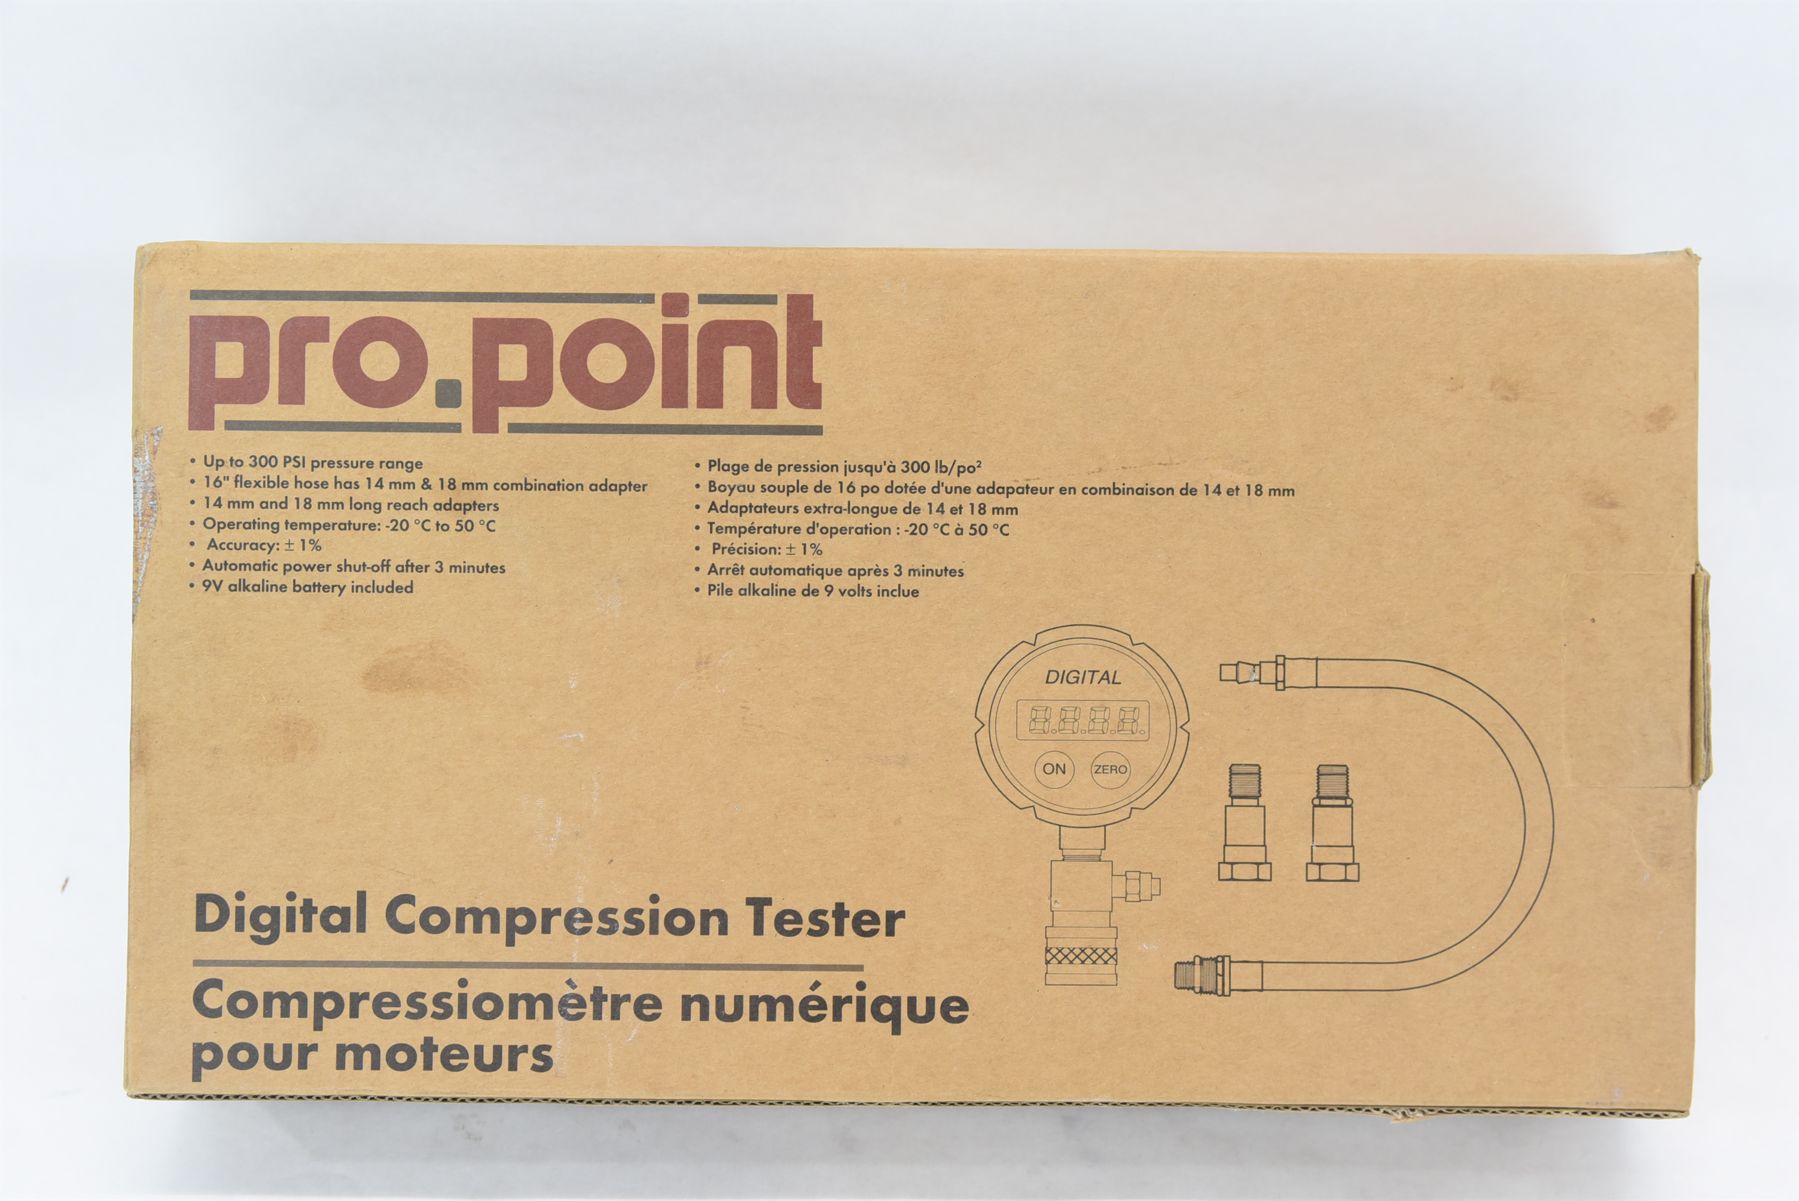 pro.point
• Up to 300 PSI pressure range
• 16" flexible hose has 14 mm & 18 mm combination adapter
• 14 mm and 18 mm long reach adapters
• Operating temperature: -20 °C to 50 °C
• Accuracy: ± 1%
• Automatic power shut-off after 3 minutes
• 9V alkaline battery included
• Plage de pression jusqu'à 300 lb/po²
• Boyau souple de 16 po dotée d'une adapateur en combinaison de 14 et 18 mm
• Adaptateurs extra-longue de 14 et 18 mm
• Température d'operation : -20 °C à 50 °C
• Précision: ± 1%
• Arrêt automatique après 3 minutes
• Pile alkaline de 9 volts inclue
DIGITAL
8.8.8.8.
ON ZERO
Digital Compression Tester
Compressiomètre numérique
pour moteurs